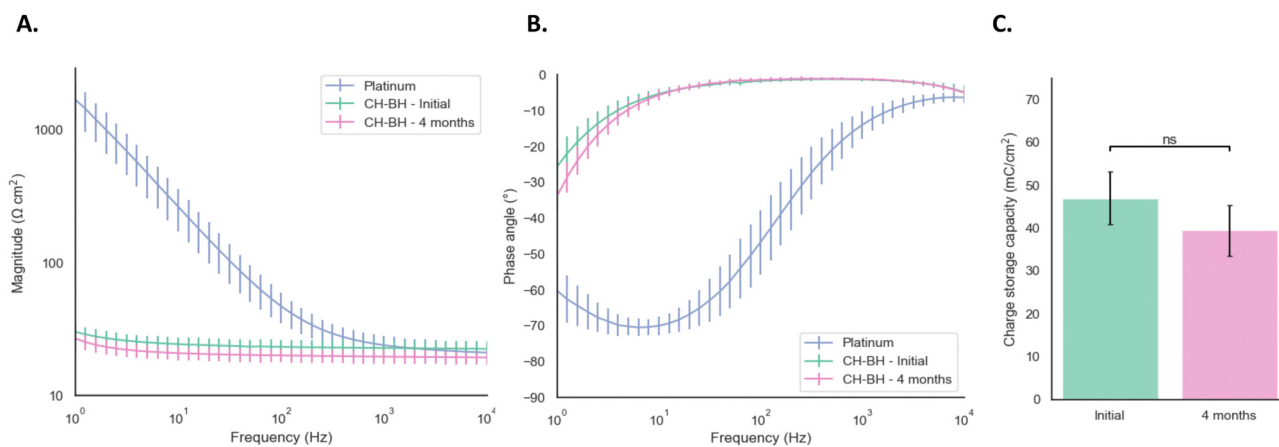 A.
Magnitude (Ω cm²)
1000
100
10
10⁰
10¹
10²
10³
10⁴
Frequency (Hz)
Platinum
CH-BH - Initial
CH-BH - 4 months
B.
Phase angle (°)
0
−10
−20
−30
−40
−50
−60
−70
−80
−90
10⁰
10¹
10²
10³
10⁴
Frequency (Hz)
Platinum
CH-BH - Initial
CH-BH - 4 months
C.
Charge storage capacity (mC/cm²)
70
60
50
40
30
20
10
0
ns
Initial
4 months